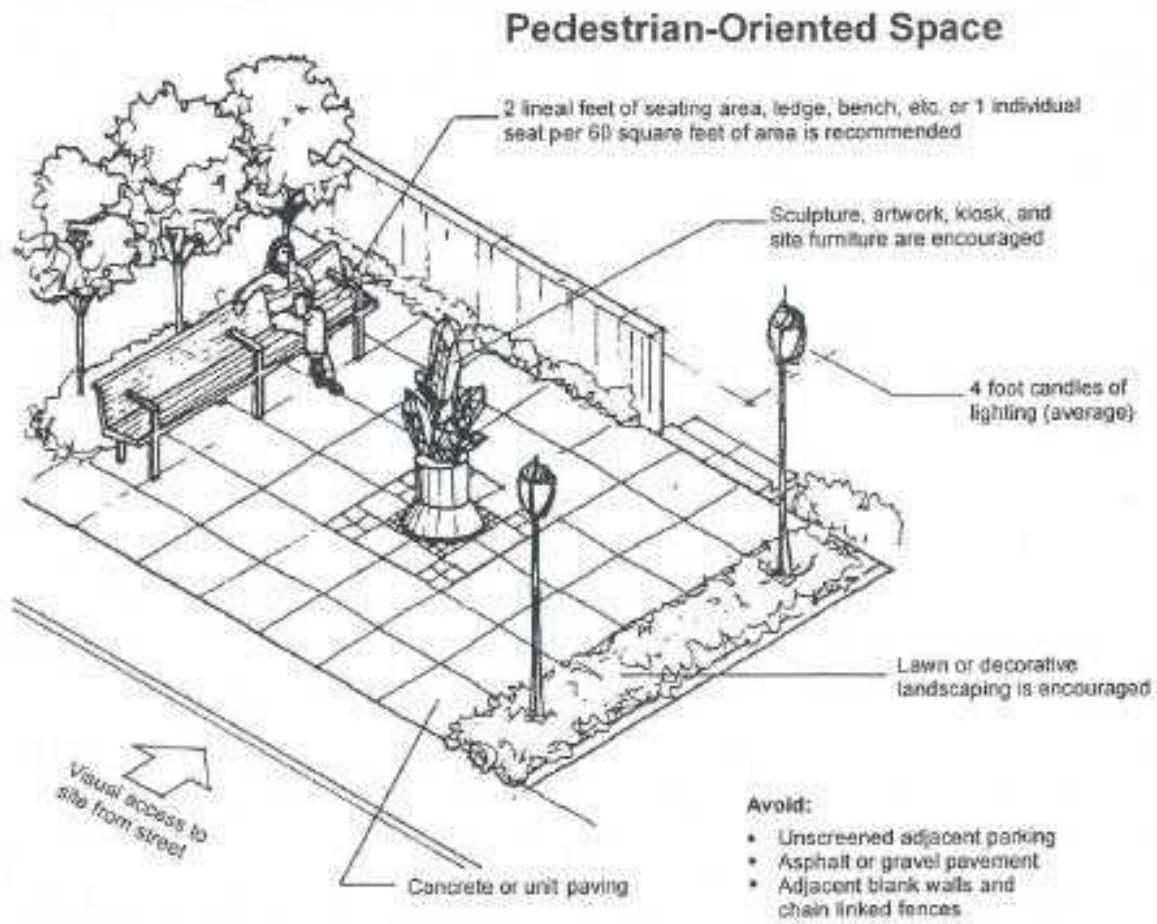 Pedestrian-Oriented Space
2 lineal feet of seating area, ledge, bench, etc. or 1 individual
seat per 60 square feet of area is recommended
Sculpture, artwork, kiosk, and
site furniture are encouraged
4 foot candles of
lighting (average)
Lawn or decorative
landscaping is encouraged
Visual access to
site from street
Concrete or unit paving
Avoid:
• Unscreened adjacent parking
• Asphalt or gravel pavement
• Adjacent blank walls and
chain linked fences